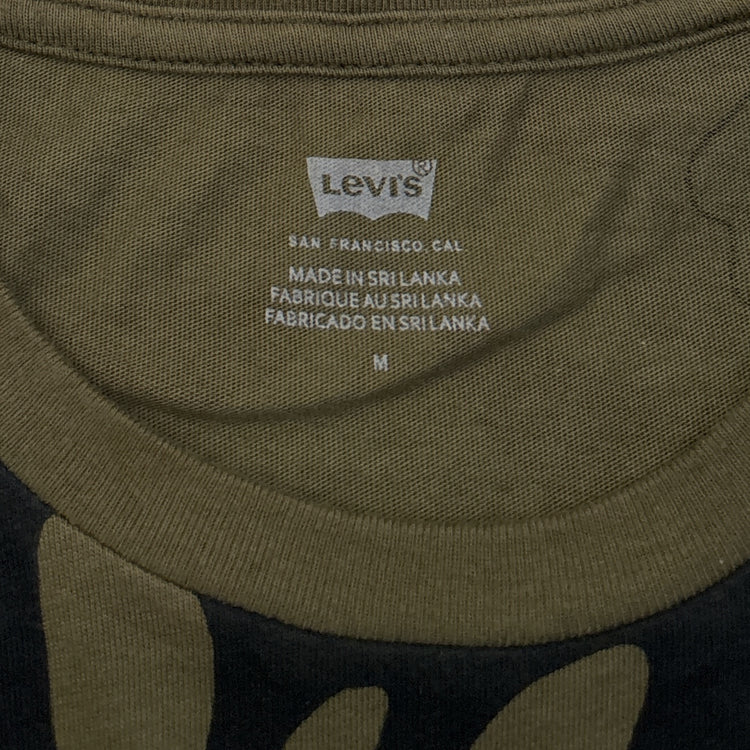 Levi's®
SAN FRANCISCO, CAL.
MADE IN SRI LANKA
FABRIQUE AU SRI LANKA
FABRICADO EN SRI LANKA
M